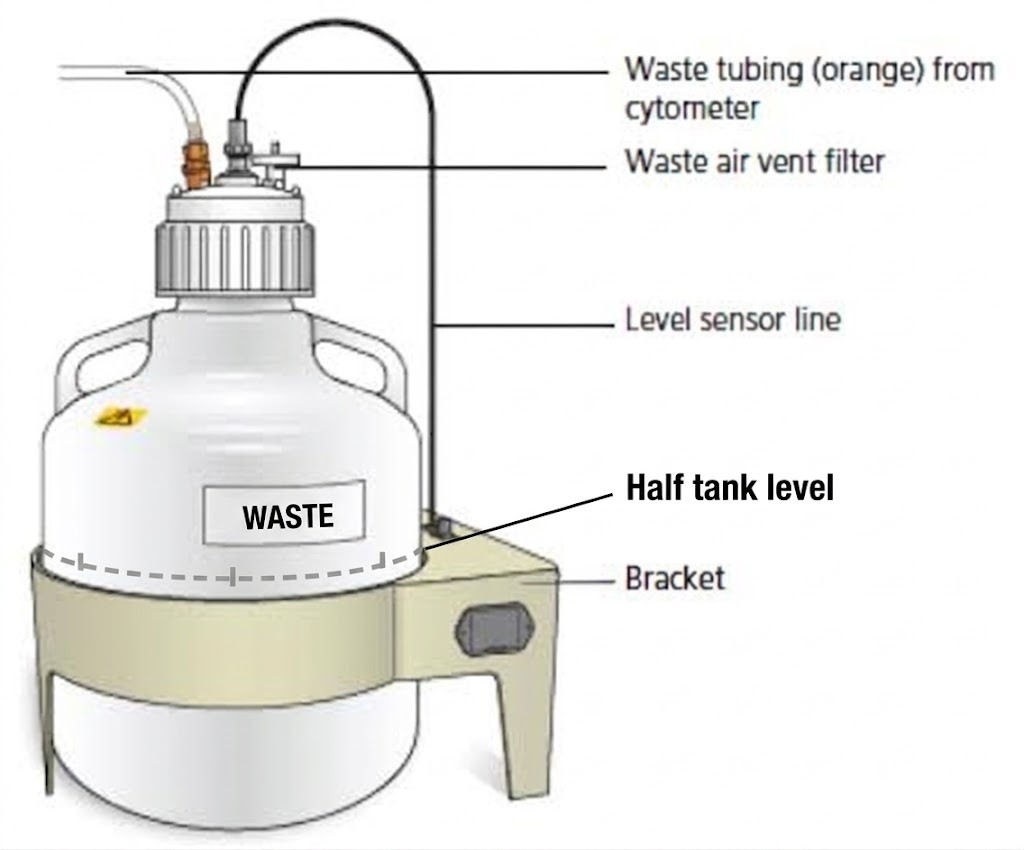 Waste tubing (orange) from
cytometer
Waste air vent filter
Level sensor line
Half tank level
WASTE
Bracket